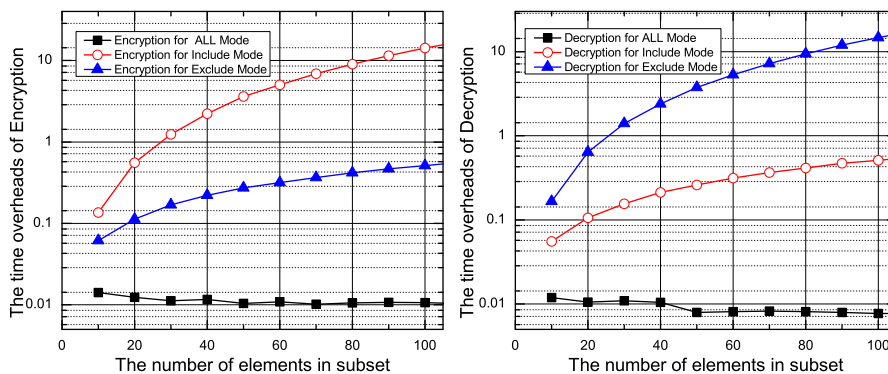 The time overheads of Encryption
10
1
0.1
0.01
Encryption for ALL Mode
Encryption for Include Mode
Encryption for Exclude Mode
0 20 40 60 80 100
The number of elements in subset
The time overheads of Decryption
10
1
0.1
0.01
Decryption for ALL Mode
Decryption for Include Mode
Decryption for Exclude Mode
0 20 40 60 80 100
The number of elements in subset